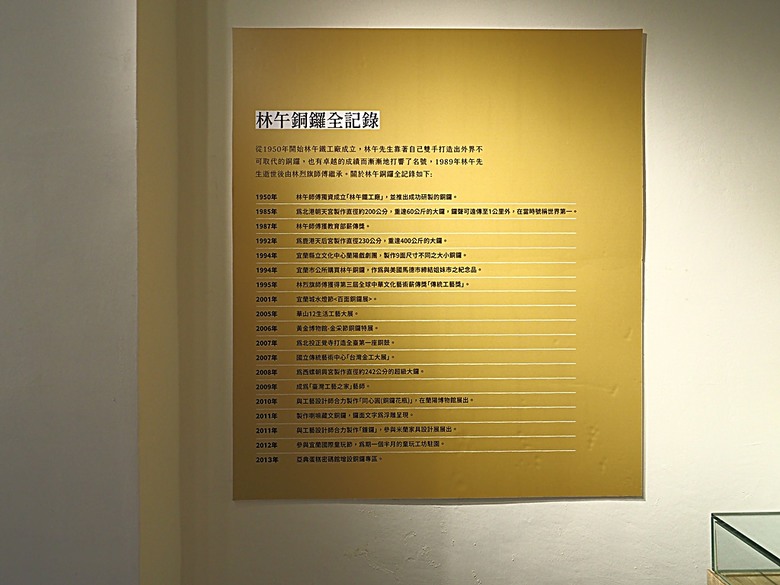 林午銅鑼全記錄
從1950年開始林午鐵工廠成立，林午先生靠著自己雙手打造出外界不
可取代的銅鑼，也有卓越的成績而漸漸地打響了名號，1989年林午先
生逝世後由林烈旗師傅繼承。關於林午銅鑼全記錄如下:
1950年 林午師傅獨資成立「林午鐵工廠」，並推出成功研製的銅鑼。
1985年 為北港朝天宮製作直徑約200公分，重達60公斤的大鑼，鑼聲可遠傳至1公里外，在當時號稱世界第一。
1987年 林午師傅獲教育部薪傳獎。
1992年 為鹿港天后宮製作直徑230公分，重達400公斤的大鑼。
1994年 宜蘭縣立文化中心蘭陽戲劇團，製作9面尺寸不同之大小銅鑼。
1994年 宜蘭市公所購買林午銅鑼，作為與美國馬德市締結姐妹市之紀念品。
1995年 林烈旗師傅獲得第三屆全球中華文化藝術薪傳獎「傳統工藝獎」。
2001年 宜蘭城水燈節<百面銅鑼展>。
2005年 華山12生活工藝大展。
2006年 黃金博物館-金采節銅鑼特展。
2007年 為北投正覺寺打造全臺第一座銅鼓。
2007年 國立傳統藝術中心「台灣金工大展」。
2008年 為西螺朝興宮製作直徑約242公分的超級大鑼。
2009年 成為「臺灣工藝之家」藝師。
2010年 與工藝設計師合力製作「同心圓(銅鑼花瓶)」，在蘭陽博物館展出。
2011年 製作喇嘛藏文銅鑼，鑼面文字為浮雕呈現。
2011年 與工藝設計師合力製作「鐘鑼」，參與米蘭家具設計展展出。
2012年 參與宜蘭國際童玩節，為期一個半月的童玩工坊駐園。
2013年 亞典蛋糕密碼館增設銅鑼專區。